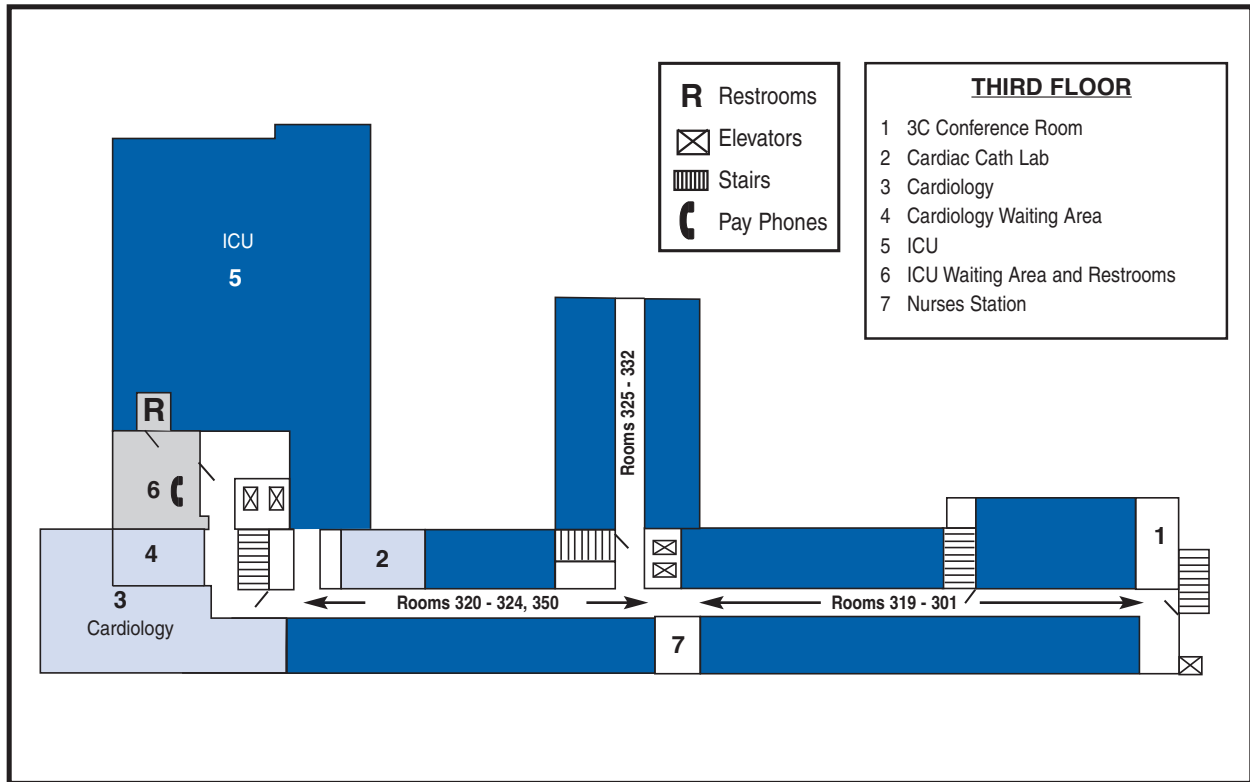 R Restrooms
Elevators
Stairs
Pay Phones
THIRD FLOOR
1 3C Conference Room
2 Cardiac Cath Lab
3 Cardiology
4 Cardiology Waiting Area
5 ICU
6 ICU Waiting Area and Restrooms
7 Nurses Station
ICU
5
Rooms 325 - 332
R
6
4
2
1
3
Cardiology
Rooms 320 - 324, 350
Rooms 319 - 301
7